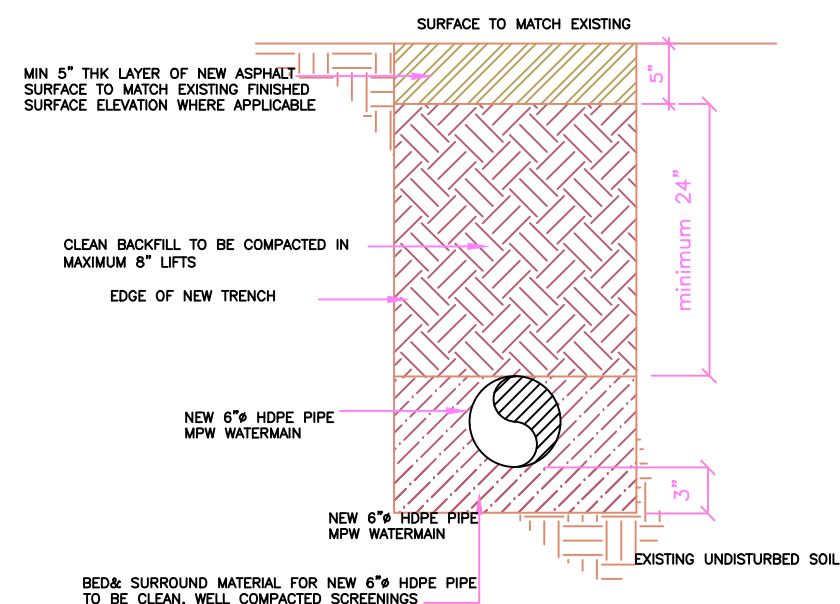 SURFACE TO MATCH EXISTING
MIN 5" THK LAYER OF NEW ASPHALT
SURFACE TO MATCH EXISTING FINISHED
SURFACE ELEVATION WHERE APPLICABLE
5"
minimum 24"
CLEAN BACKFILL TO BE COMPACTED IN
MAXIMUM 8" LIFTS
EDGE OF NEW TRENCH
NEW 6"ø HDPE PIPE
MPW WATERMAIN
3"
NEW 6"ø HDPE PIPE
MPW WATERMAIN
EXISTING UNDISTURBED SOIL
BED& SURROUND MATERIAL FOR NEW 6"ø HDPE PIPE
TO BE CLEAN, WELL COMPACTED SCREENINGS